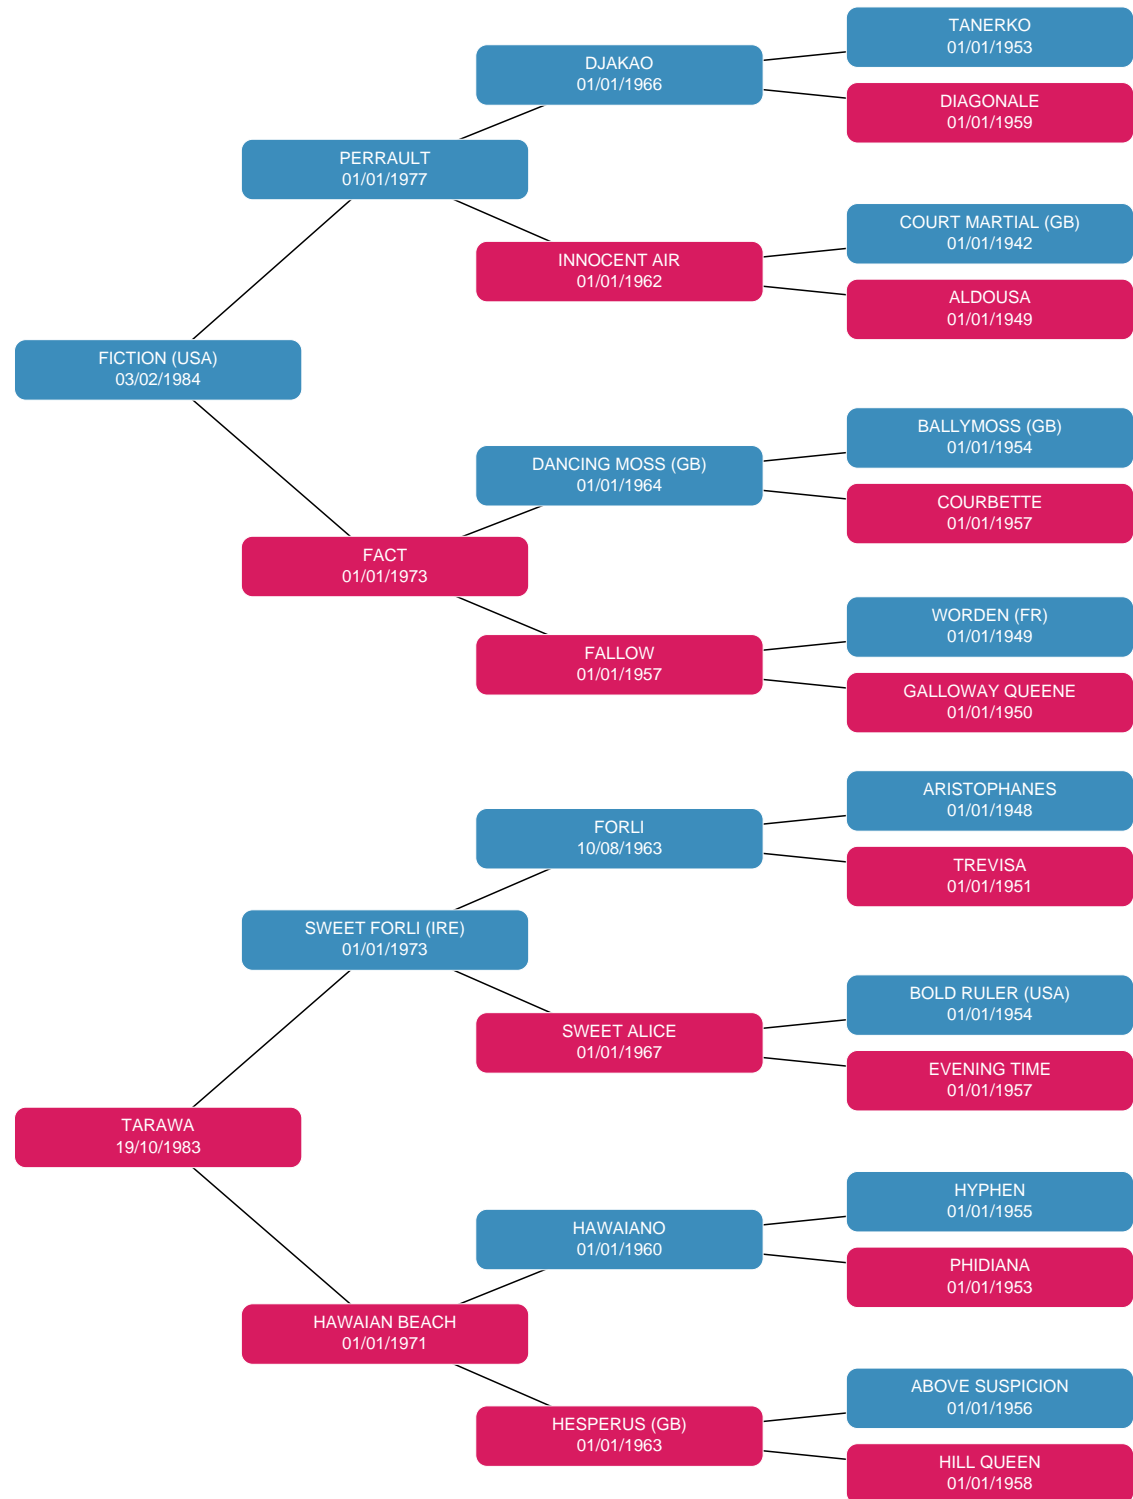 TANERKO
01/01/1953
DJAKAO
01/01/1966
DIAGONALE
01/01/1959
PERRAULT
01/01/1977
COURT MARTIAL (GB)
01/01/1942
INNOCENT AIR
01/01/1962
ALDOUSA
01/01/1949
FICTION (USA)
03/02/1984
BALLYMOSS (GB)
01/01/1954
DANCING MOSS (GB)
01/01/1964
COURBETTE
01/01/1957
FACT
01/01/1973
WORDEN (FR)
01/01/1949
FALLOW
01/01/1957
GALLOWAY QUEENE
01/01/1950
ARISTOPHANES
01/01/1948
FORLI
10/08/1963
TREVISA
01/01/1951
SWEET FORLI (IRE)
01/01/1973
BOLD RULER (USA)
01/01/1954
SWEET ALICE
01/01/1967
EVENING TIME
01/01/1957
TARAWA
19/10/1983
HYPHEN
01/01/1955
HAWAIANO
01/01/1960
PHIDIANA
01/01/1953
HAWAIAN BEACH
01/01/1971
ABOVE SUSPICION
01/01/1956
HESPERUS (GB)
01/01/1963
HILL QUEEN
01/01/1958